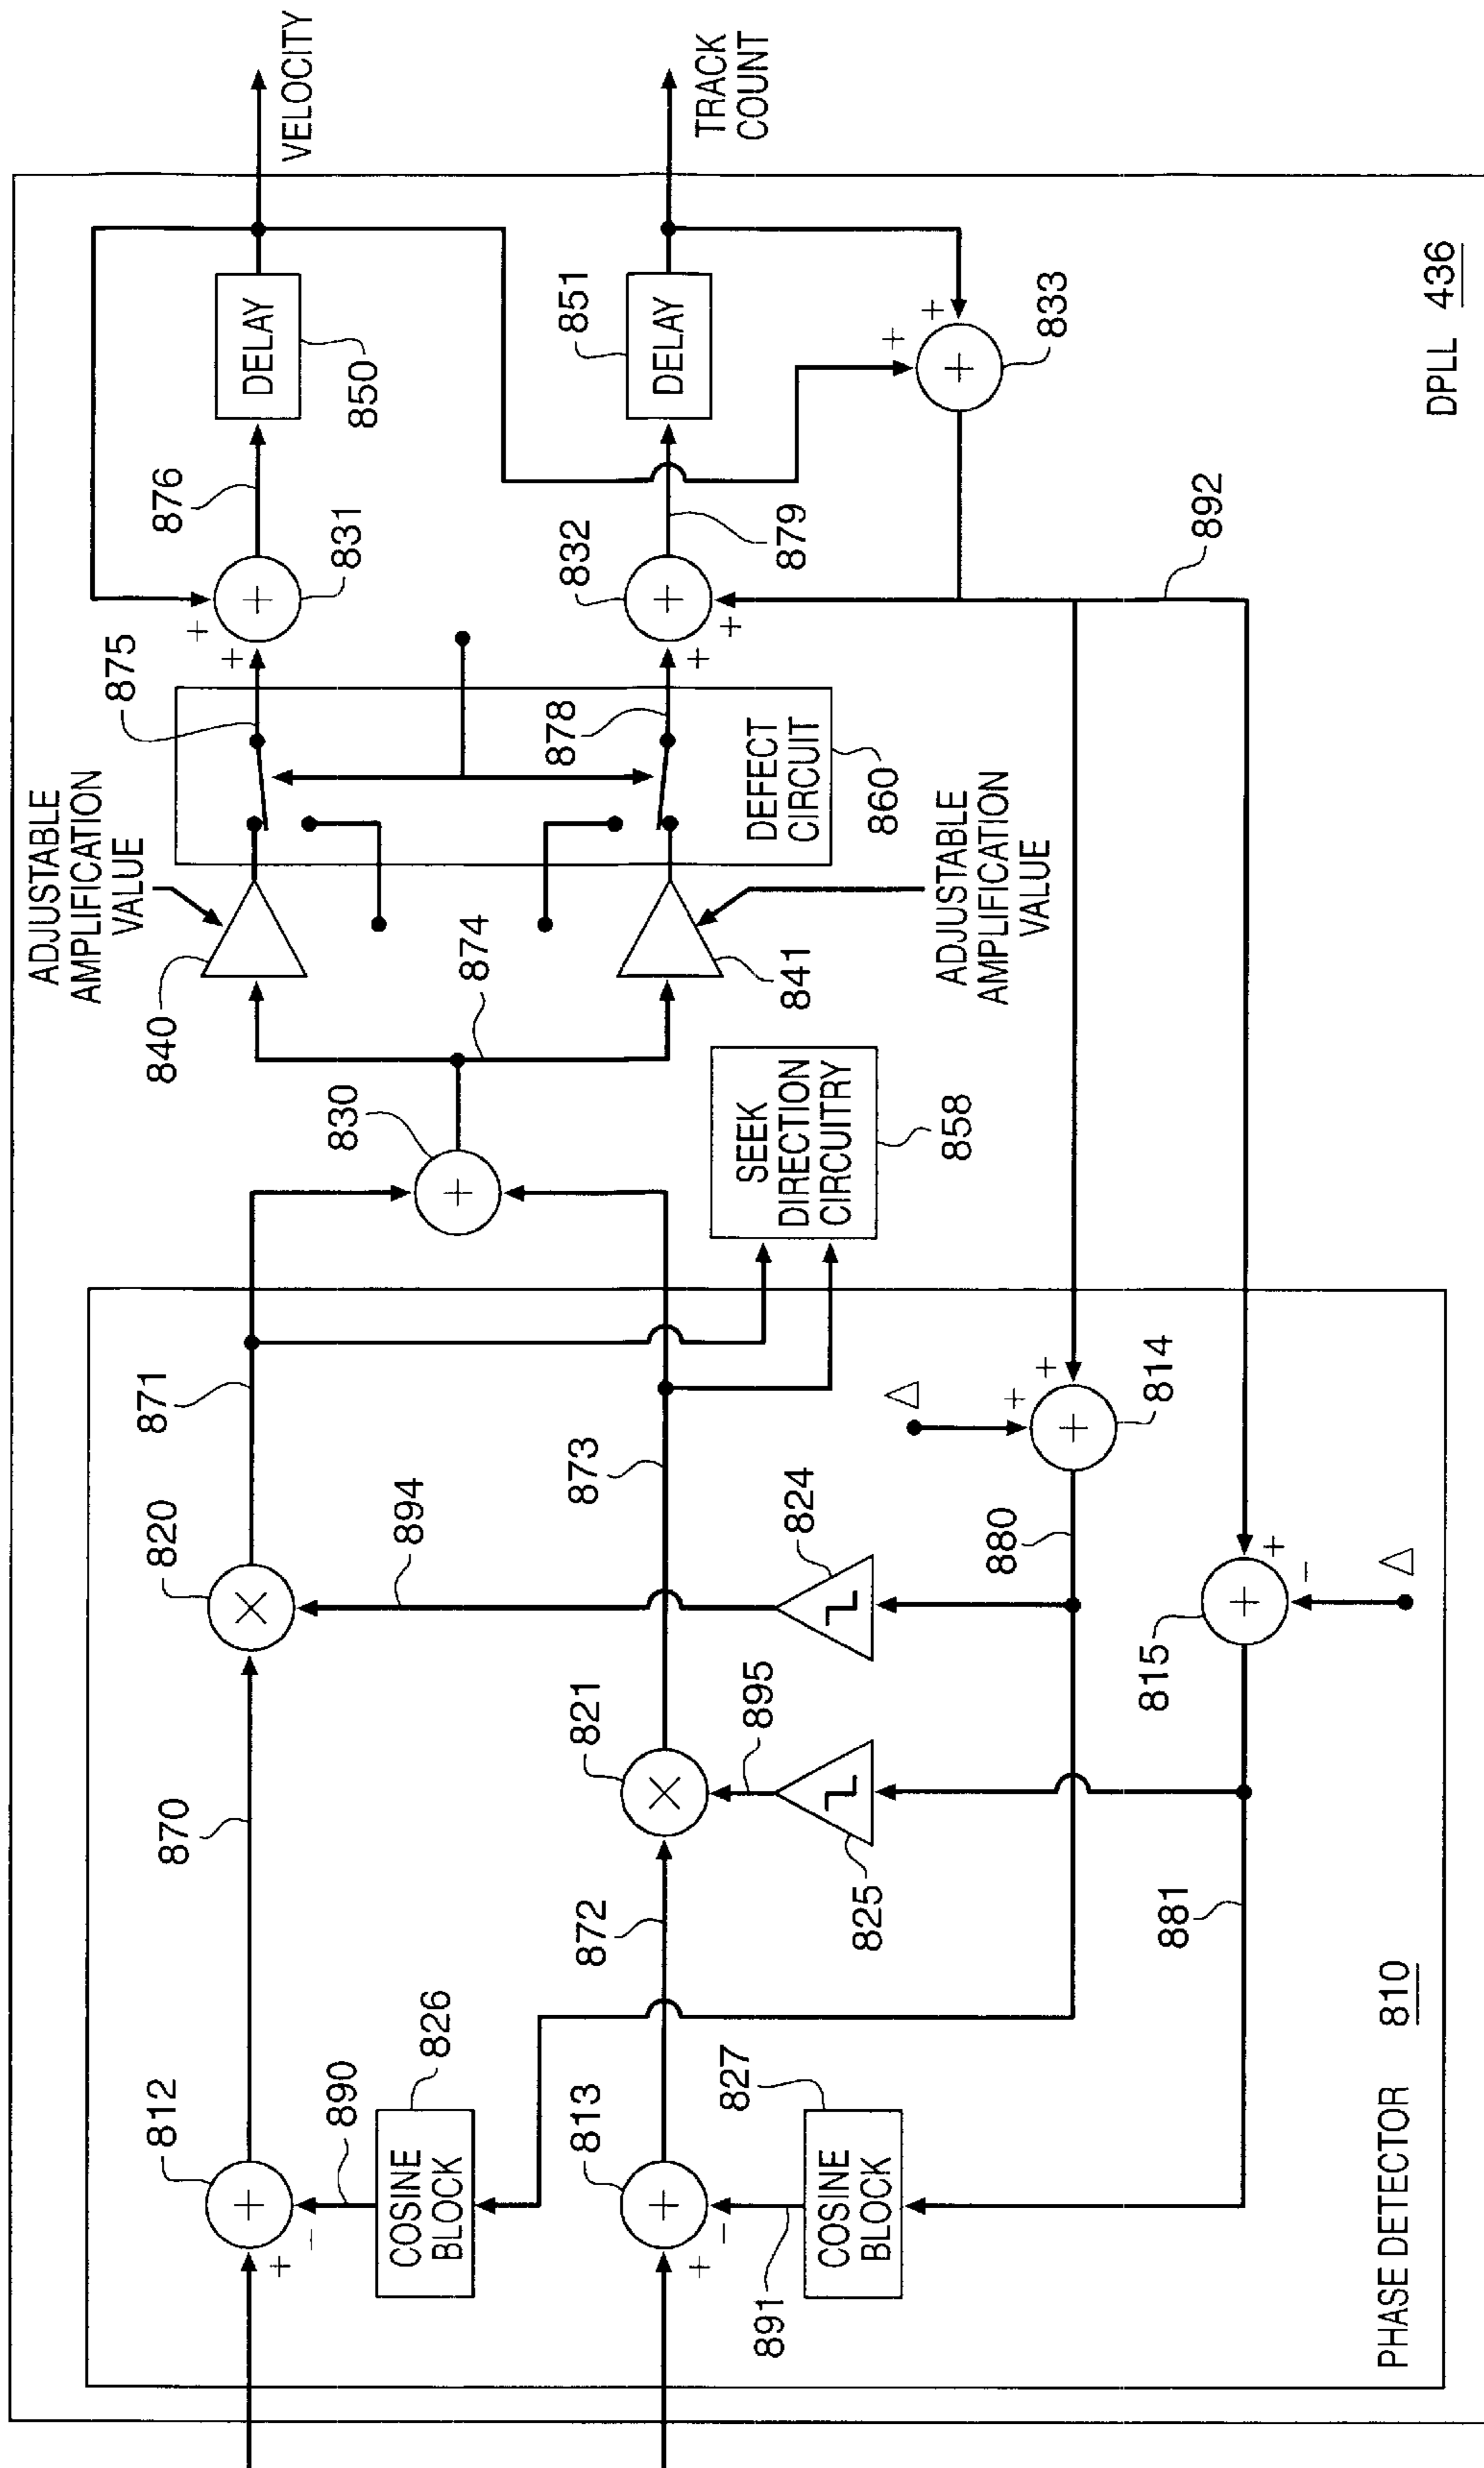 ADJUSTABLE
AMPLIFICATION
VALUE
840
875
876
831
DELAY
850
VELOCITY
812
+
+
−
870
820
×
871
830
+
874
890
COSINE
BLOCK
826
894
+
+
+
878
832
+
+
+
879
DELAY
851
TRACK
COUNT
813
+
+
−
872
821
×
873
841
DEFECT
CIRCUIT
860
ADJUSTABLE
AMPLIFICATION
VALUE
SEEK
DIRECTION
CIRCUITRY
858
891
COSINE
BLOCK
827
825
895
824
Δ
+
+
+
814
880
833
+
+
+
892
881
815
+
+
−
Δ
PHASE DETECTOR 810
DPLL 436